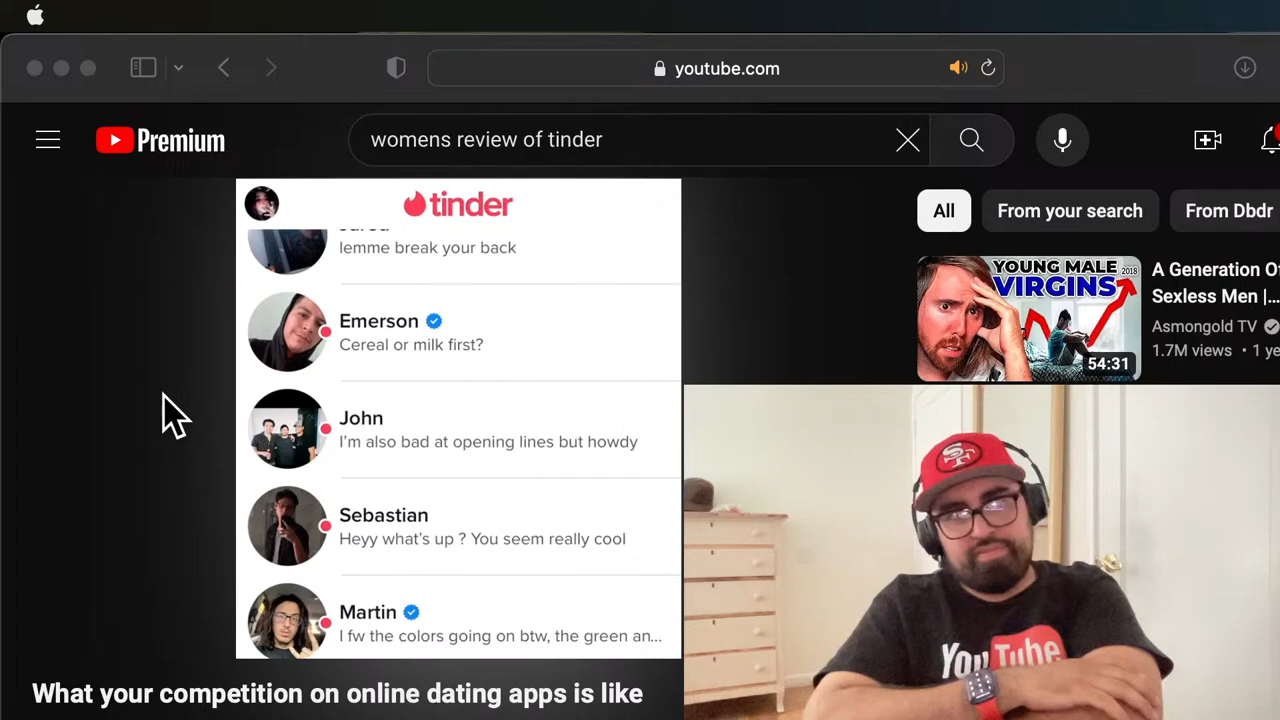 youtube.com
Premium
womens review of tinder
tinder
lemme break your back
Emerson
Cereal or milk first?
John
I'm also bad at opening lines but howdy
Sebastian
Heyy what's up ? You seem really cool
Martin
I fw the colors going on btw, the green an...
What your competition on online dating apps is like
All
From your search
From Dbdr
YOUNG MALE
VIRGINS
2018
54:31
A Generation O
Sexless Men |...
Asmongold TV
1.7M views • 1 ye
SF
YouTube